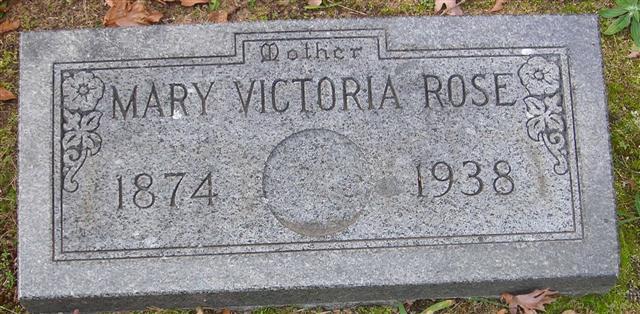 Mother
MARY VICTORIA ROSE
1874 1938